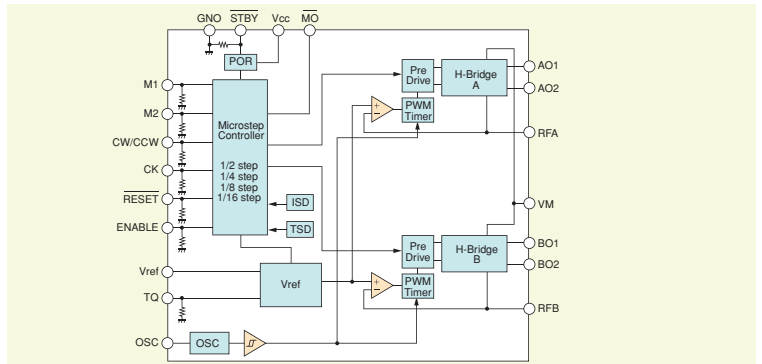 GNO STBY Vcc MO
POR
M1
M2
CW/CCW
CK
RESET
ENABLE
Vref
TQ
OSC
Microstep
Controller
1/2 step
1/4 step
1/8 step
1/16 step
ISD
TSD
Vref
OSC
Pre
Drive
PWM
Timer
H-Bridge
A
+
−
Pre
Drive
PWM
Timer
H-Bridge
B
+
−
AO1
AO2
RFA
VM
BO1
BO2
RFB